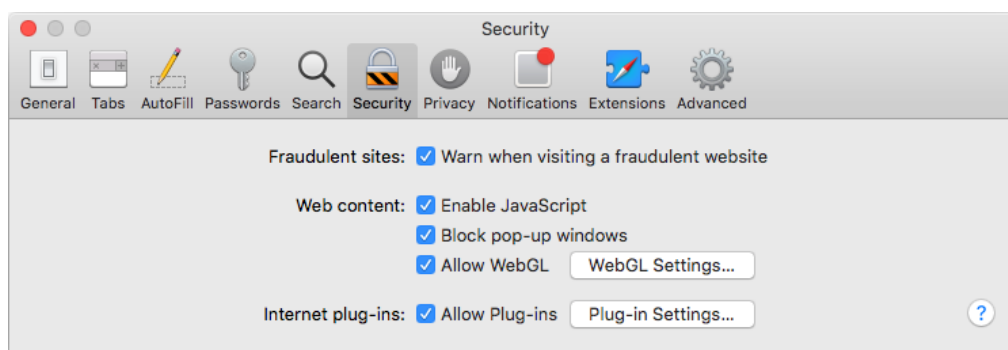 Security
General Tabs AutoFill Passwords Search Security Privacy Notifications Extensions Advanced
Fraudulent sites: Warn when visiting a fraudulent website
Web content: Enable JavaScript
Block pop-up windows
Allow WebGL WebGL Settings...
Internet plug-ins: Allow Plug-ins Plug-in Settings... ?